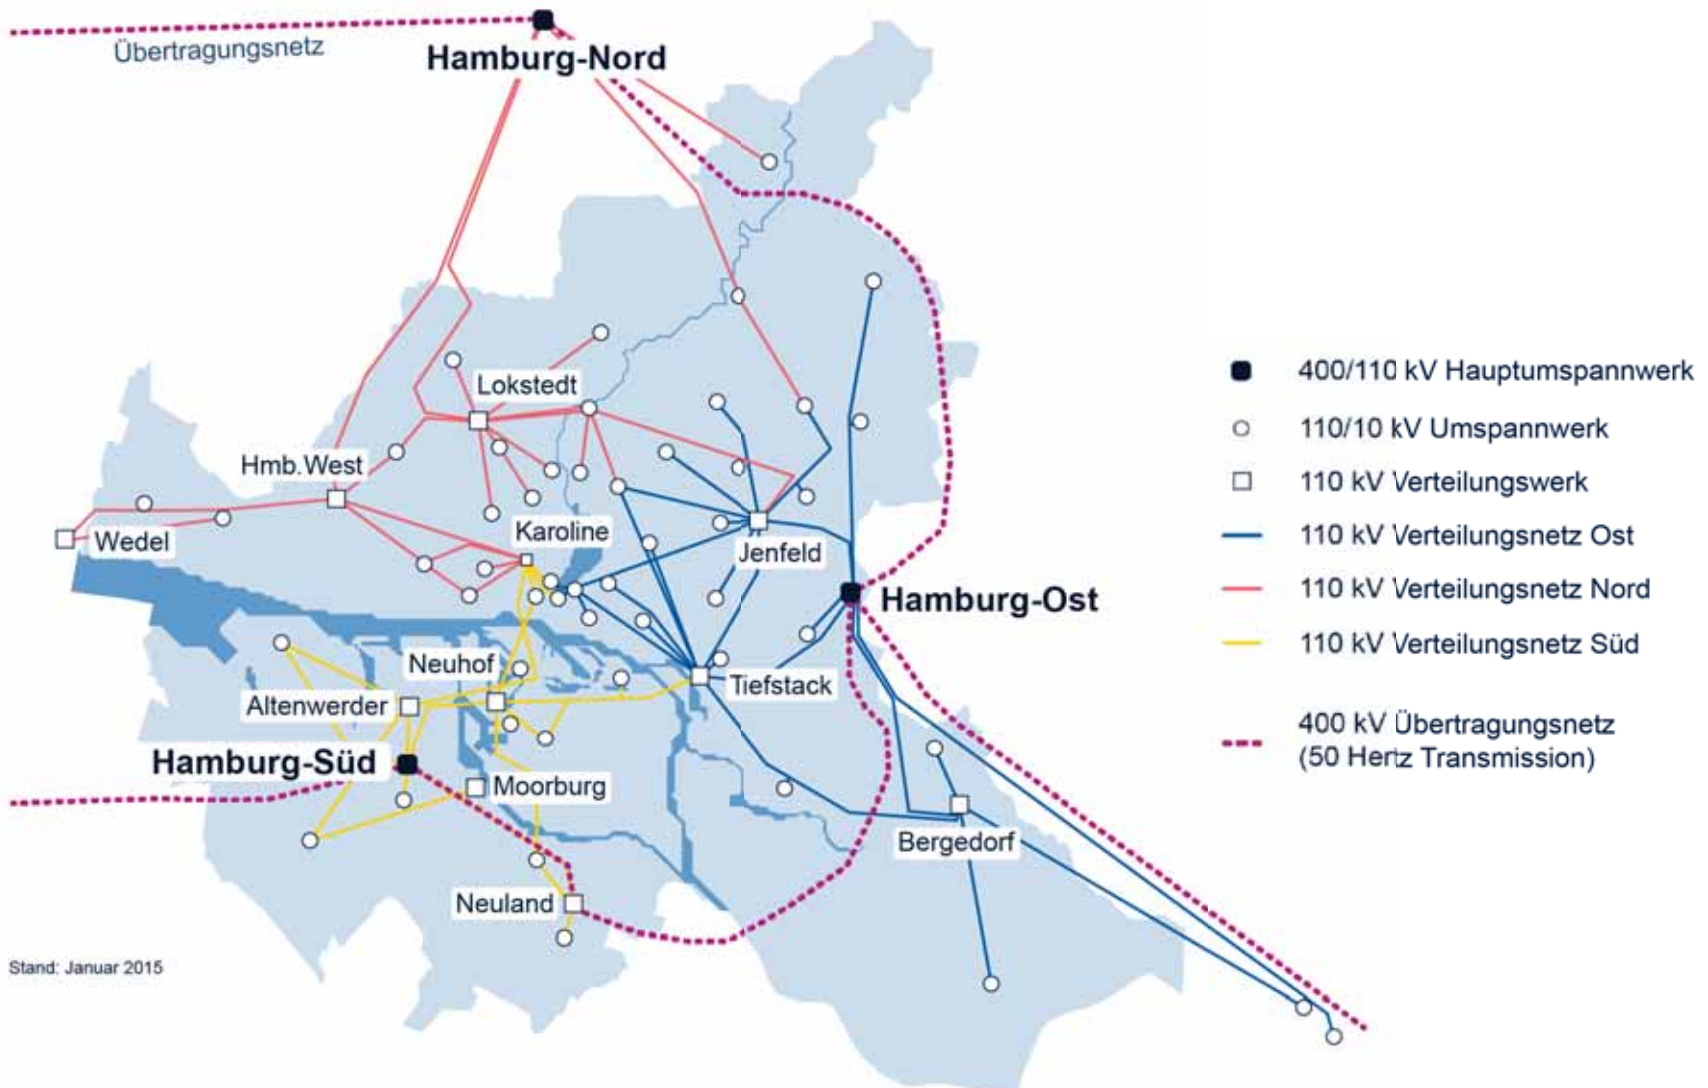 Übertragungsnetz
Hamburg-Nord
Lokstedt
Hmb.West
Karoline
Wedel
Jenfeld
Hamburg-Ost
Neuhof
Tiefstack
Altenwerder
Hamburg-Süd
Moorburg
Bergedorf
Neuland
Stand: Januar 2015
400/110 kV Hauptumspannwerk
110/10 kV Umspannwerk
110 kV Verteilungswerk
110 kV Verteilungsnetz Ost
110 kV Verteilungsnetz Nord
110 kV Verteilungsnetz Süd
400 kV Übertragungsnetz
(50 Hertz Transmission)